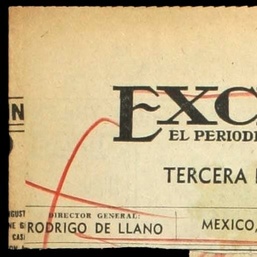 EXC
EL PERIODI
TERCERA
DIRECTOR GENERAL:
RODRIGO DE LLANO
MEXICO,